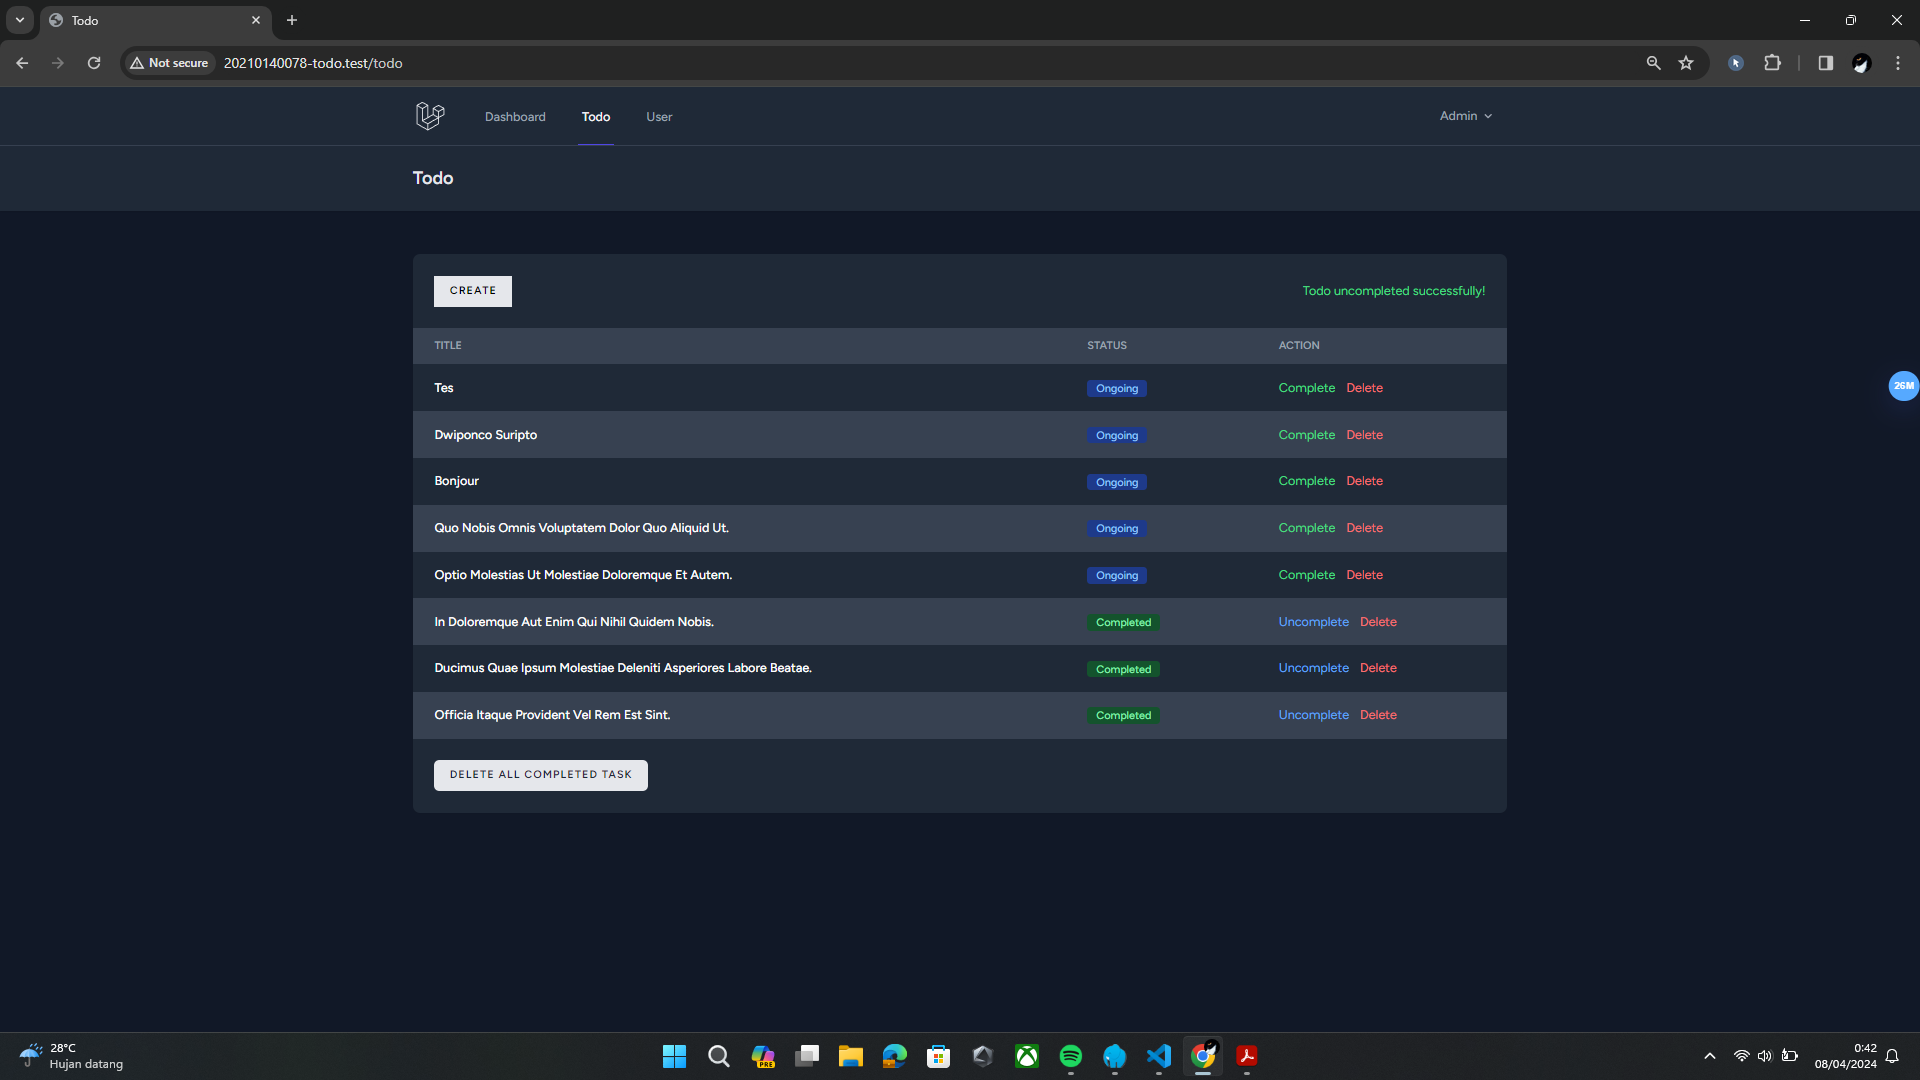 Todo
Not secure 20210140078-todo.test/todo
Dashboard Todo User Admin
Todo
CREATE Todo uncompleted successfully!
TITLE STATUS ACTION
Tes Ongoing Complete Delete
Dwiponco Suripto Ongoing Complete Delete
Bonjour Ongoing Complete Delete
Quo Nobis Omnis Voluptatem Dolor Quo Aliquid Ut. Ongoing Complete Delete
Optio Molestias Ut Molestiae Doloremque Et Autem. Ongoing Complete Delete
In Doloremque Aut Enim Qui Nihil Quidem Nobis. Completed Uncomplete Delete
Ducimus Quae Ipsum Molestiae Deleniti Asperiores Labore Beatae. Completed Uncomplete Delete
Officia Itaque Provident Vel Rem Est Sint. Completed Uncomplete Delete
DELETE ALL COMPLETED TASK
26M
28°C
Hujan datang
PRE
0:42
08/04/2024